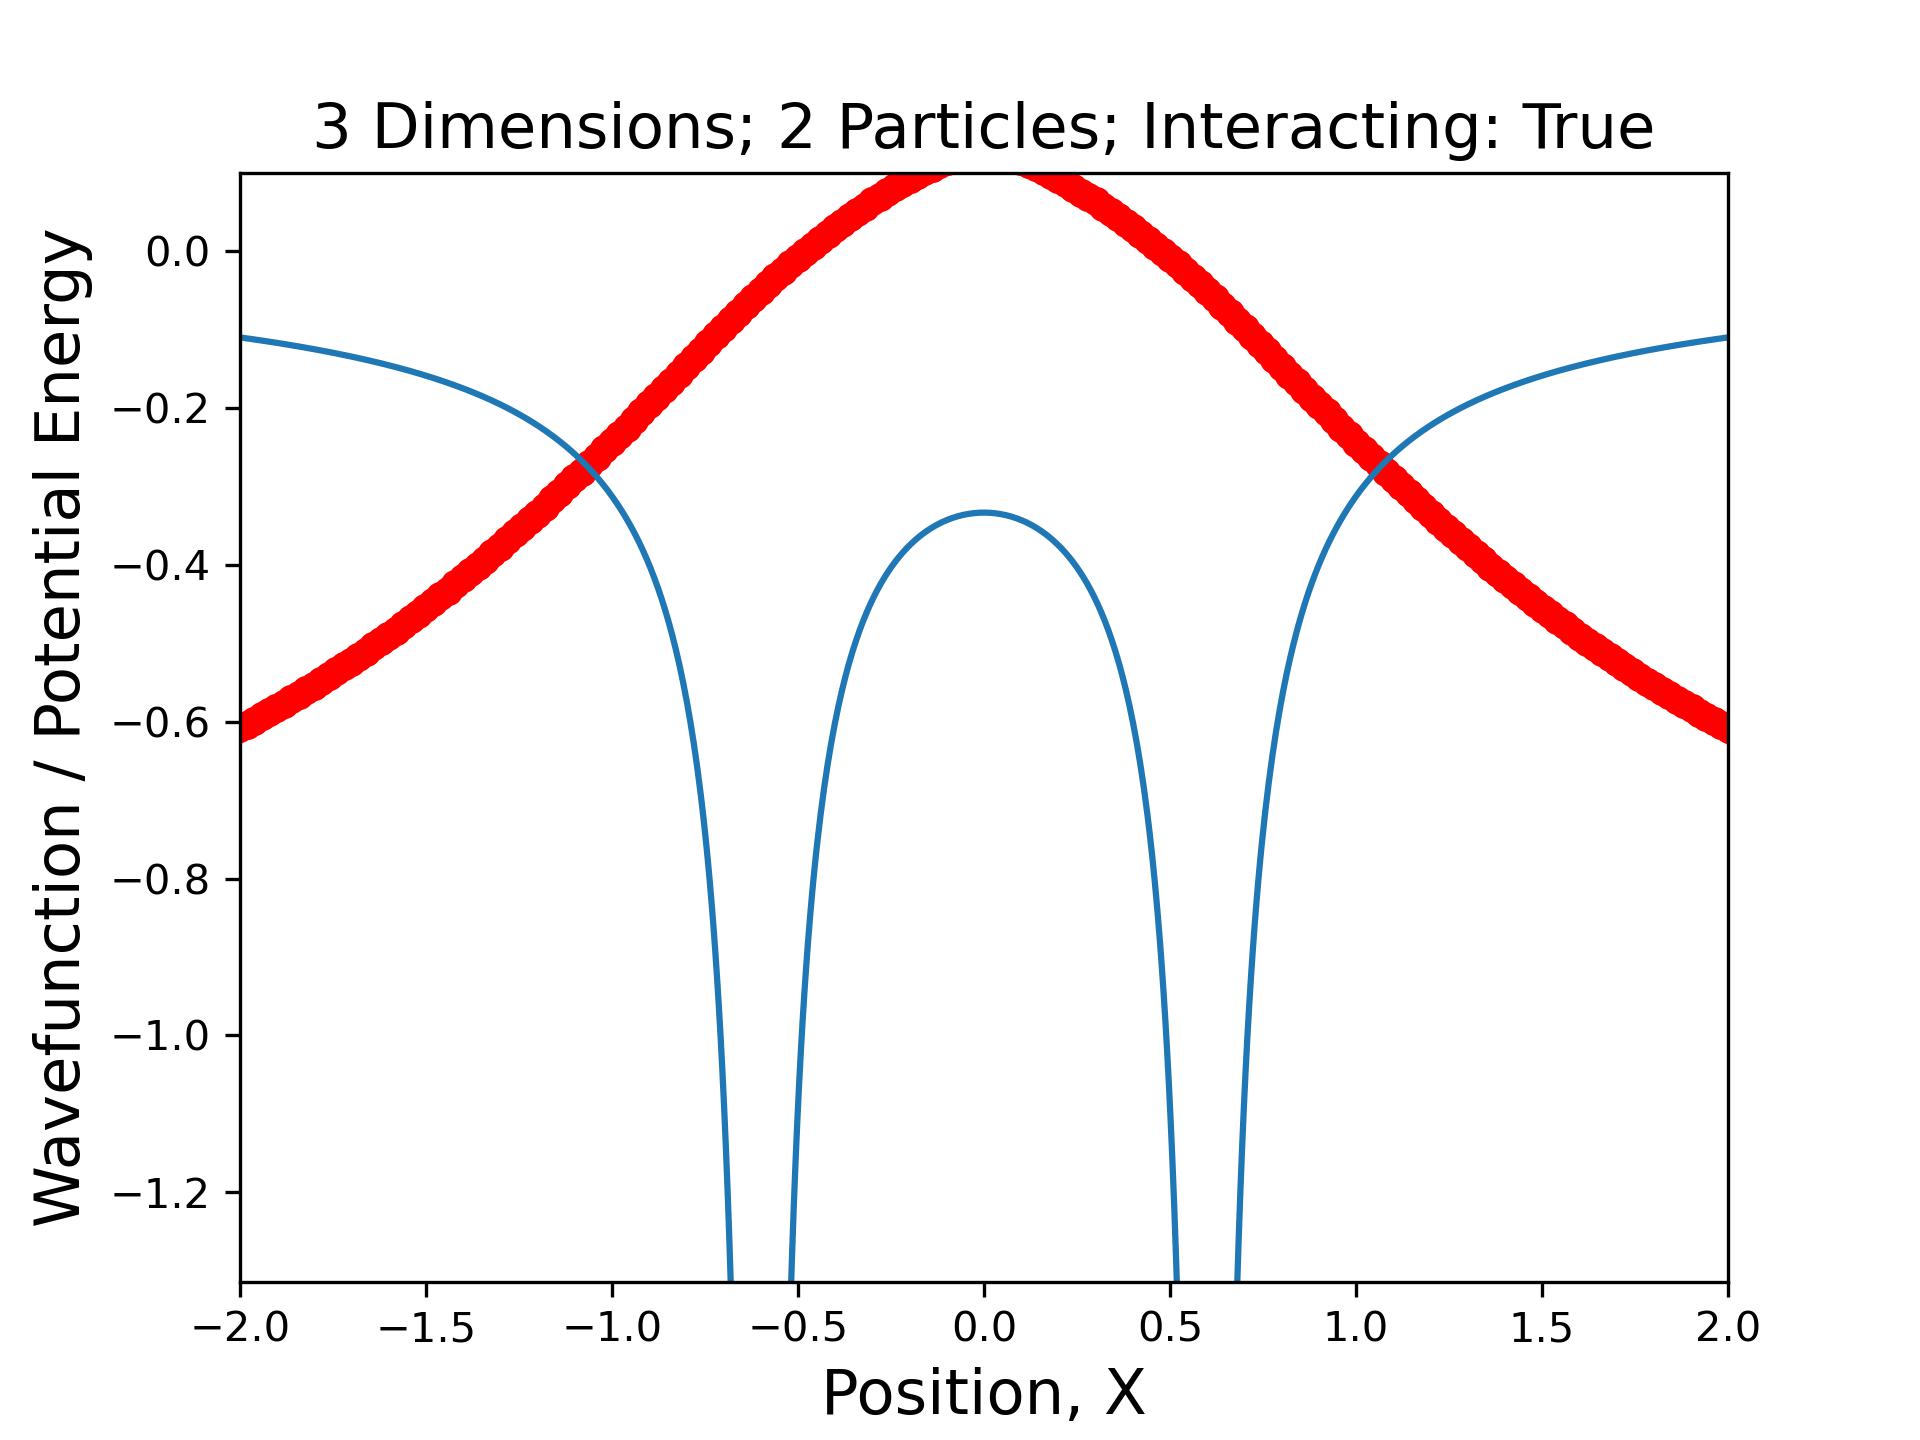 3 Dimensions; 2 Particles; Interacting: True
Wavefunction / Potential Energy
0.0
−0.2
−0.4
−0.6
−0.8
−1.0
−1.2
−2.0 −1.5 −1.0 −0.5 0.0 0.5 1.0 1.5 2.0
Position, X